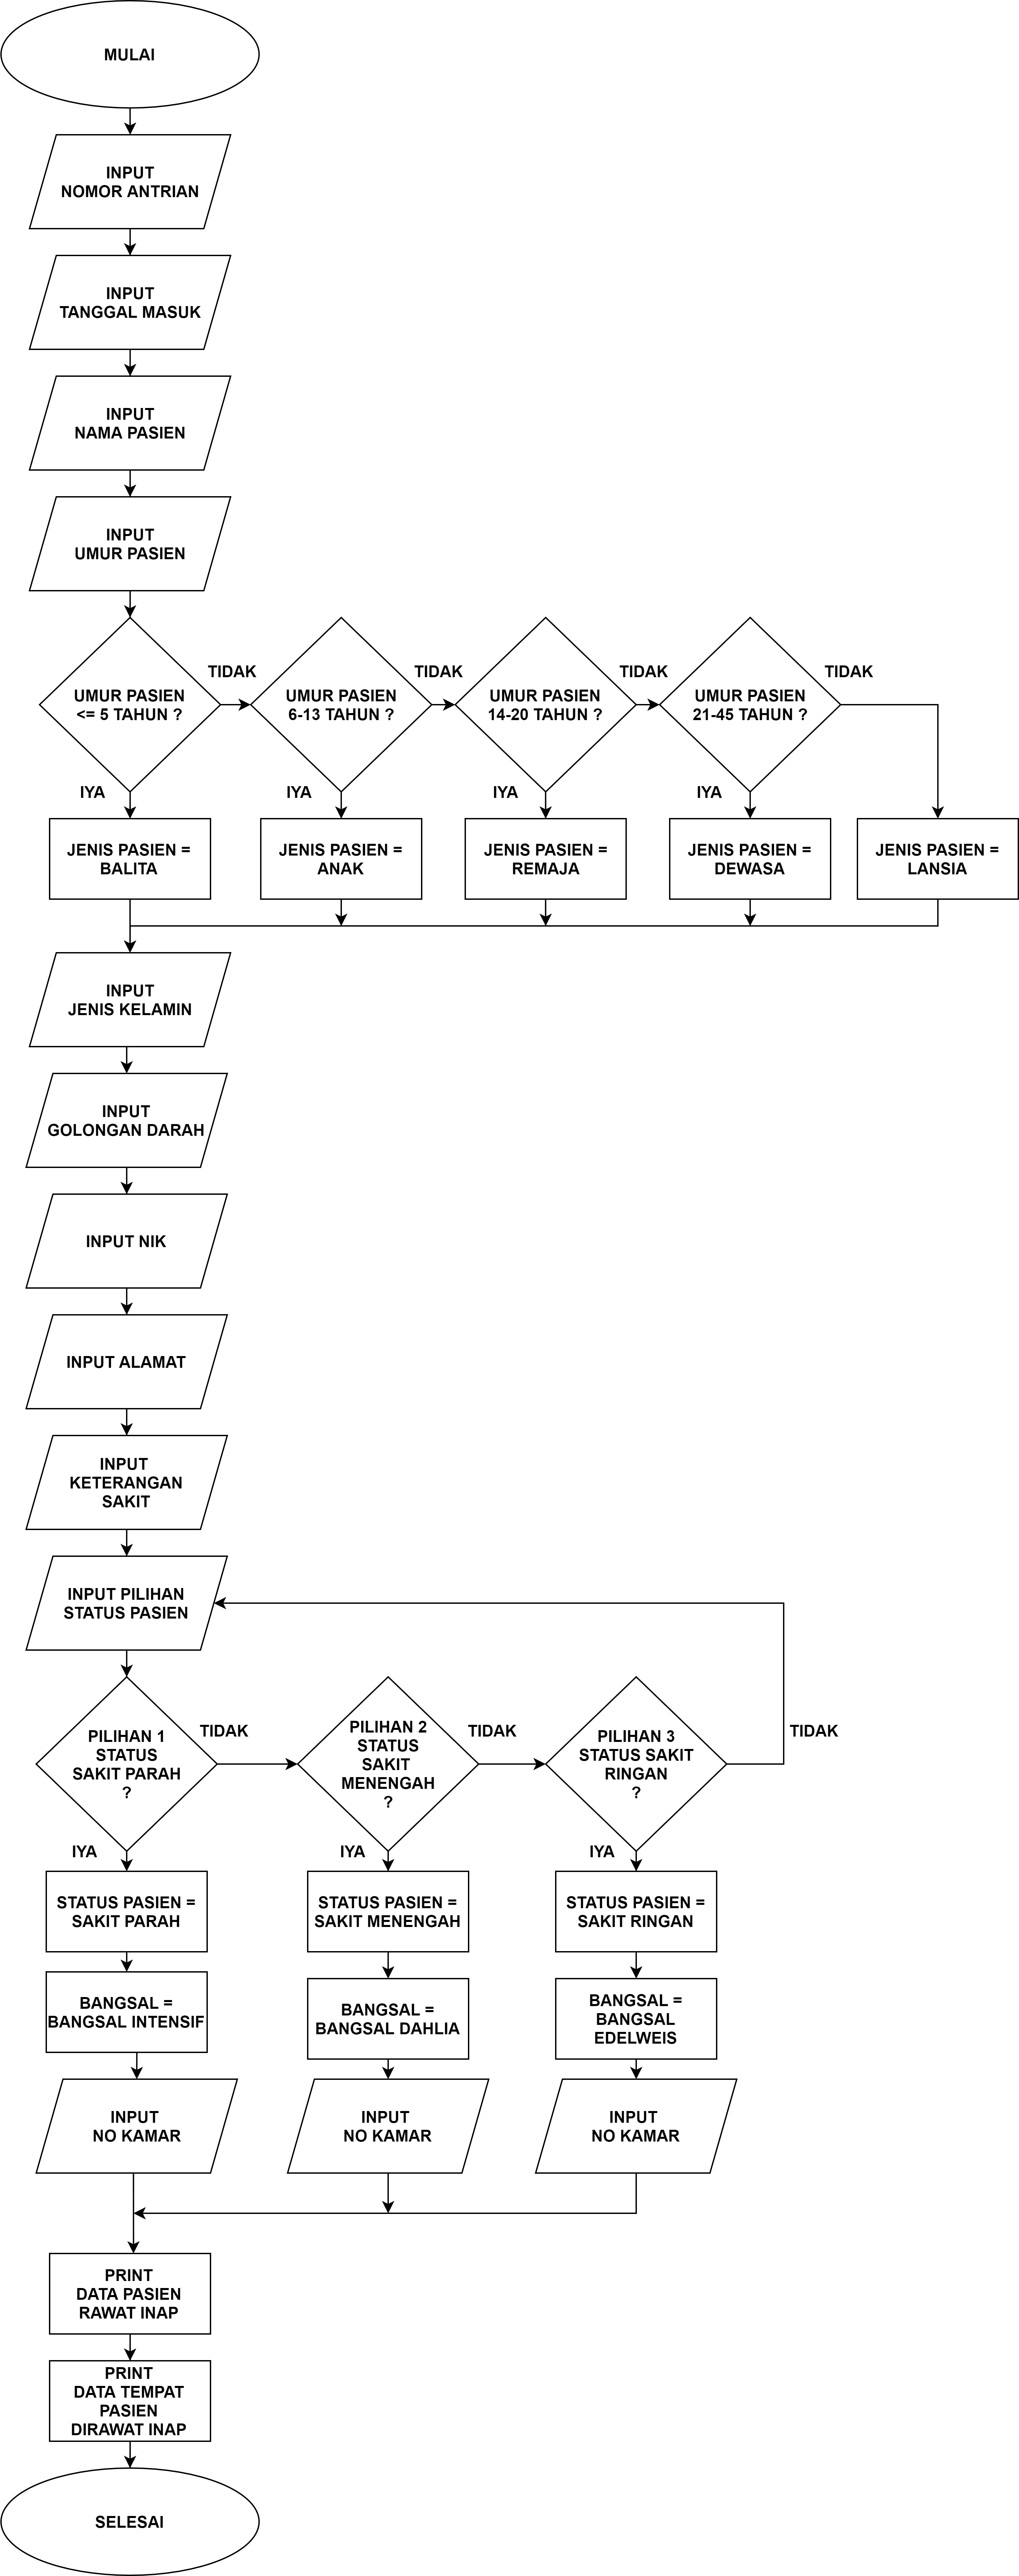 MULAI
INPUT
NOMOR ANTRIAN
INPUT
TANGGAL MASUK
INPUT
NAMA PASIEN
INPUT
UMUR PASIEN
UMUR PASIEN
<= 5 TAHUN ?
TIDAK
IYA
UMUR PASIEN
6-13 TAHUN ?
TIDAK
IYA
UMUR PASIEN
14-20 TAHUN ?
TIDAK
IYA
UMUR PASIEN
21-45 TAHUN ?
TIDAK
IYA
JENIS PASIEN =
BALITA
JENIS PASIEN =
ANAK
JENIS PASIEN =
REMAJA
JENIS PASIEN =
DEWASA
JENIS PASIEN =
LANSIA
INPUT
JENIS KELAMIN
INPUT
GOLONGAN DARAH
INPUT NIK
INPUT ALAMAT
INPUT
KETERANGAN
SAKIT
INPUT PILIHAN
STATUS PASIEN
PILIHAN 1
STATUS
SAKIT PARAH
?
TIDAK
IYA
PILIHAN 2
STATUS
SAKIT
MENENGAH
?
TIDAK
IYA
PILIHAN 3
STATUS SAKIT
RINGAN
?
TIDAK
IYA
STATUS PASIEN =
SAKIT PARAH
STATUS PASIEN =
SAKIT MENENGAH
STATUS PASIEN =
SAKIT RINGAN
BANGSAL =
BANGSAL INTENSIF
BANGSAL =
BANGSAL DAHLIA
BANGSAL =
BANGSAL
EDELWEIS
INPUT
NO KAMAR
INPUT
NO KAMAR
INPUT
NO KAMAR
PRINT
DATA PASIEN
RAWAT INAP
PRINT
DATA TEMPAT
PASIEN
DIRAWAT INAP
SELESAI